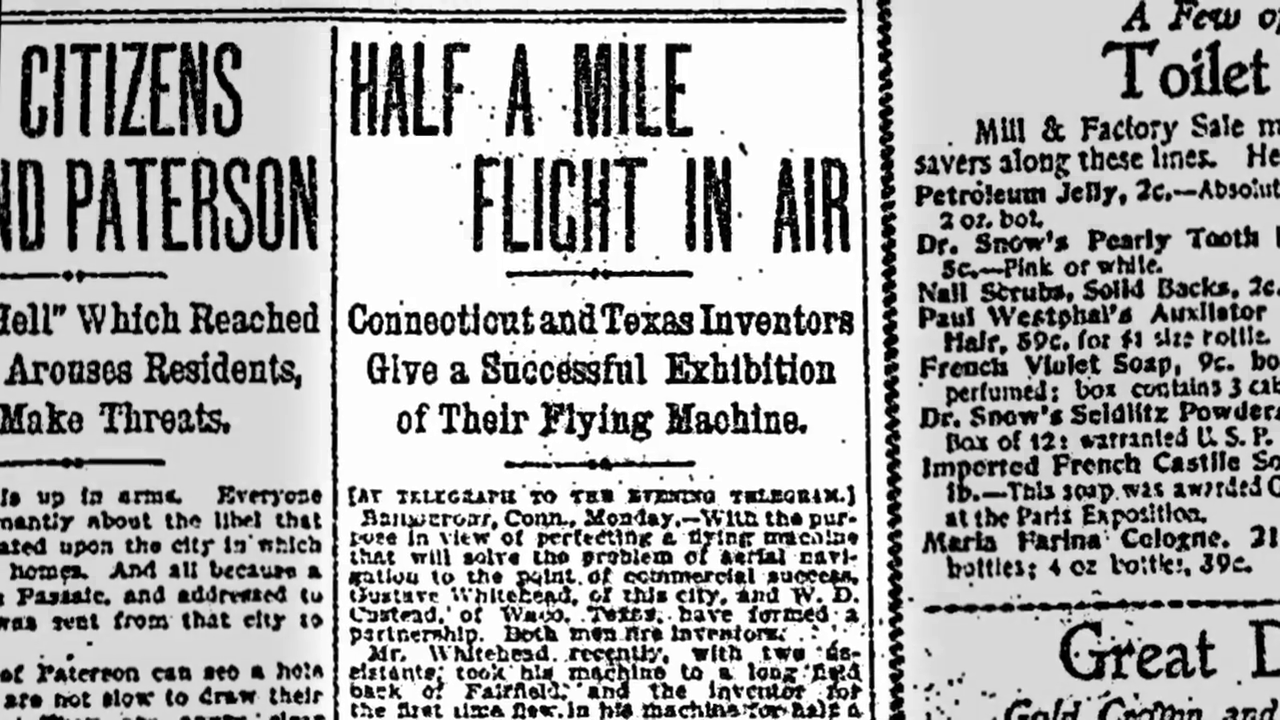 CITIZENS
ND PATERSON
Hell" Which Reached
Arouses Residents,
Make Threats.
is up in arms. Everyone
nantly about the libel that
ated upon the city in which
homes. And all because a
Passaic, and addressed to
was sent from that city to
of Paterson can see a hole
are not slow to draw their
HALF A MILE
FLIGHT IN AIR
Connecticut and Texas Inventors
Give a Successful Exhibition
of Their Flying Machine.
[BY TELEGRAPH TO THE EVENING TELEGRAM.]
Conn., Monday.—With the pur-
pose in view of perfecting a flying machine
that will solve the problem of aerial navi-
gation to the point of commercial success,
Gustave Whitehead, of this city, and W. D.
Custead, of Waco, Texas, have formed a
partnership. Both men are inventors.
Mr. Whitehead recently, with two as-
sistants, took his machine to a long field
back of Fairfield, and the inventor for
the first time flew in his machine for half a
A Few of
Toilet
Mill & Factory Sale m
savers along these lines. He
Petroleum Jelly, 2c.—Absolut
2 oz. bot.
Dr. Snow's Pearly Tooth
5c.—Pink or white.
Nail Scrubs, Solid Backs, 2c.
Paul Westphal's Auxiliator
Hair, 59c. for $1 size
French Violet Soap, 9c. bo
perfumed; box contains 3 cak
Dr. Snow's Seidlitz Powders
Box of 12; warranted U. S. P.
Imported French Castile So
lb.—This soap was awarded G
at the Paris Exposition.
Maria Farina Cologne, 21
bottles; 4 oz bottles, 39c.
Great D
Gold Crown and